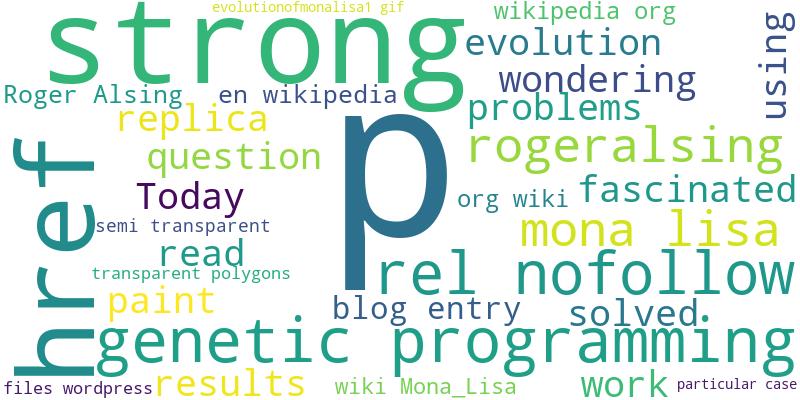 evolutionofmonalisa1 gif
strong
wikipedia org
using
evolution
wondering
Roger Alsing
en wikipedia
replica
problems
p
href
question
rogeralsing
Today
org wiki
fascinated
semi transparent
mona lisa
read
transparent polygons
rel nofollow
paint
blog entry
solved
genetic programming
files wordpress
results
wiki Mona_Lisa
work
particular case